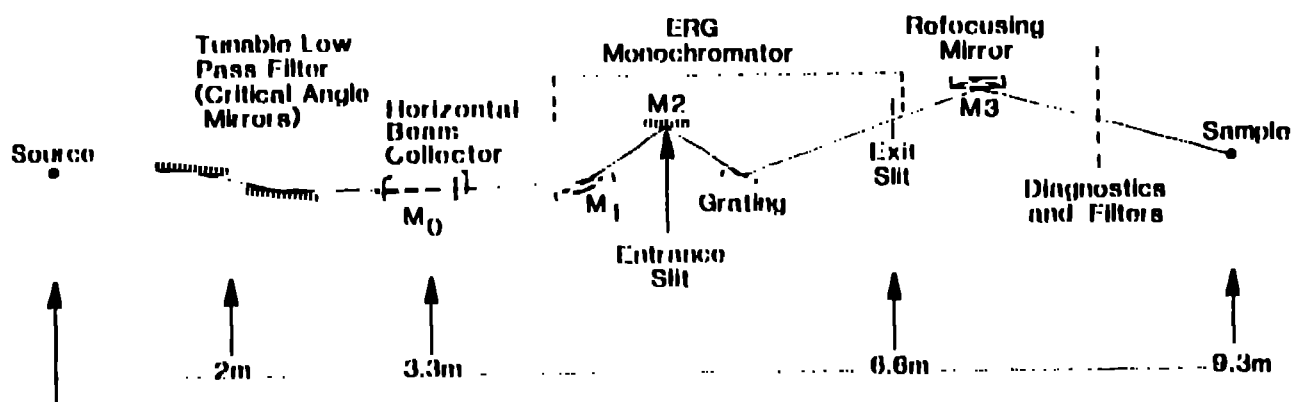 Tunable Low
Pass Filter
(Critical Angle
Mirrors)
Horizontal
Beam
Collector
ERG
Monochromator
Rofocusing
Mirror
Source
M0
M1
M2
Grating
Entrance
Slit
Exit
Slit
M3
Diagnostics
and Filters
Sample
2m
3.3m
6.6m
9.3m